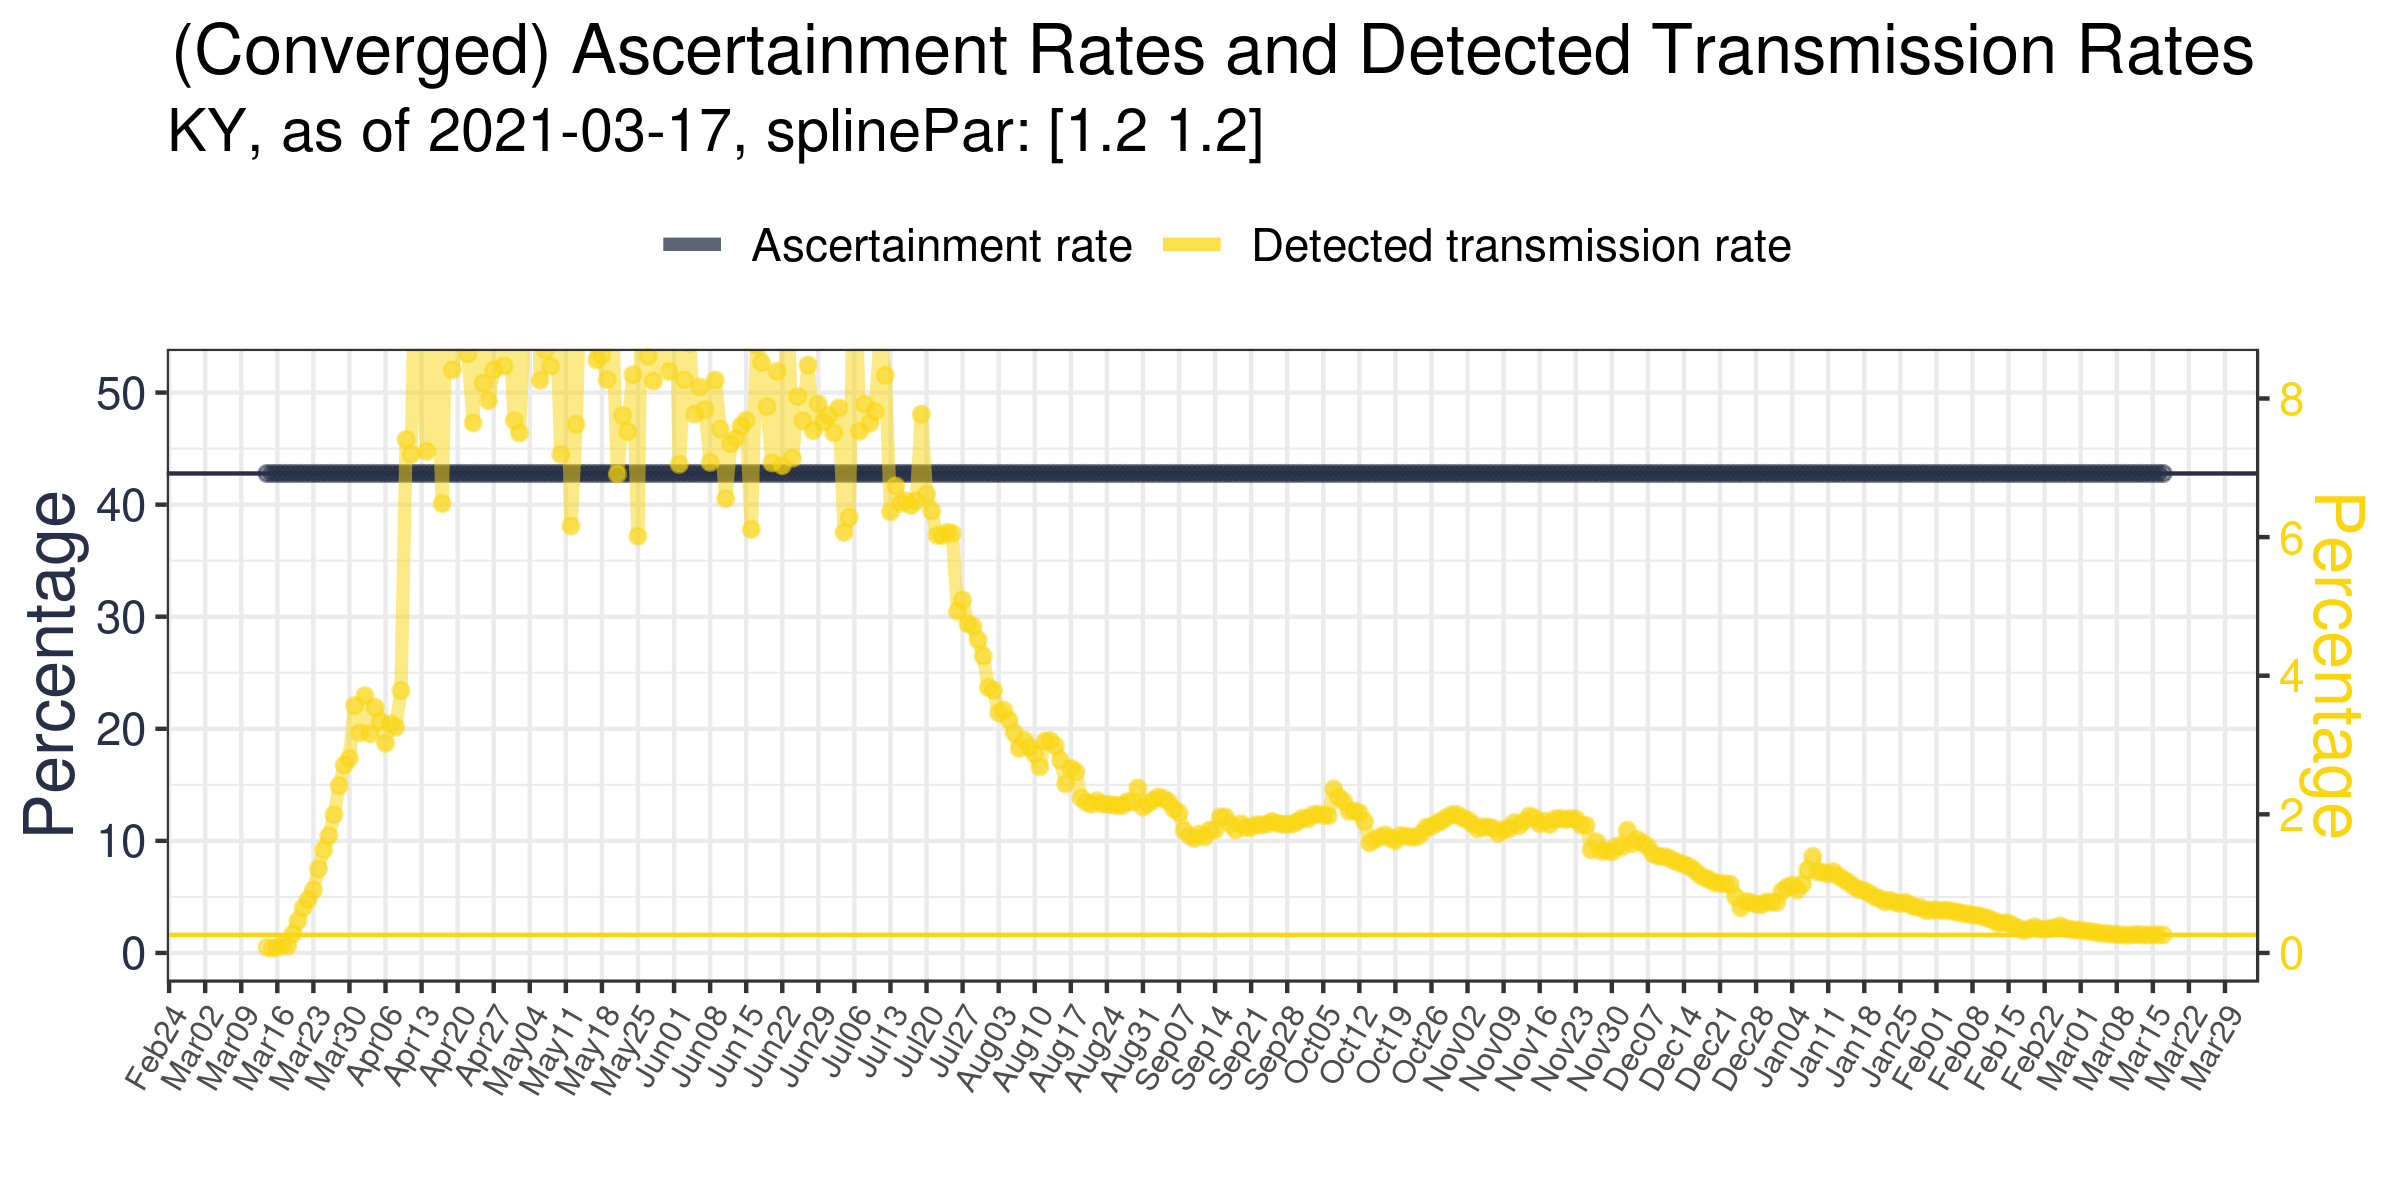 (Converged) Ascertainment Rates and Detected Transmission Rates
KY, as of 2021-03-17, splinePar: [1.2 1.2]
Ascertainment rate Detected transmission rate
Percentage
50
40
30
20
10
0
8
6
4
2
0
Percentage
Feb24 Mar02 Mar09 Mar16 Mar23 Mar30 Apr06 Apr13 Apr20 Apr27 May04 May11 May18 May25 Jun01 Jun08 Jun15 Jun22 Jun29 Jul06 Jul13 Jul20 Jul27 Aug03 Aug10 Aug17 Aug24 Aug31 Sep07 Sep14 Sep21 Sep28 Oct05 Oct12 Oct19 Oct26 Nov02 Nov09 Nov16 Nov23 Nov30 Dec07 Dec14 Dec21 Dec28 Jan04 Jan11 Jan18 Jan25 Feb01 Feb08 Feb15 Feb22 Mar01 Mar08 Mar15 Mar22 Mar29